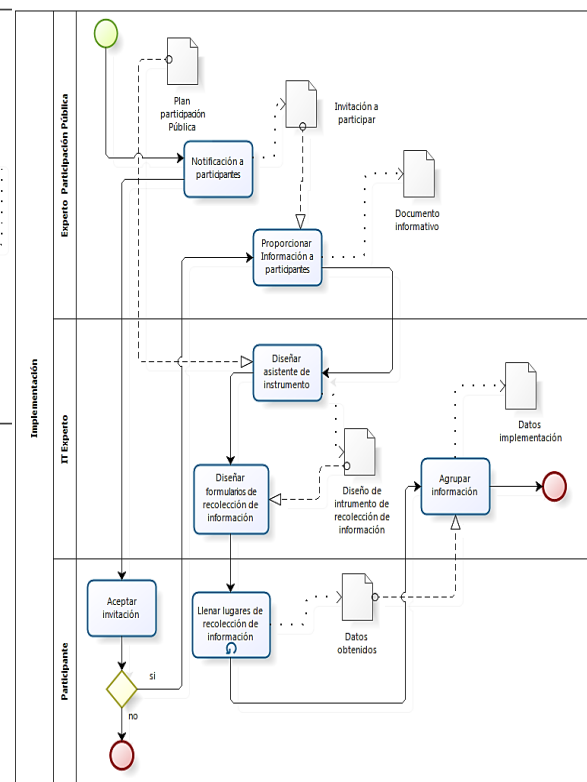 Implementación
Experto Participación Pública
Plan
participación
Pública
Invitación a
participar
Notificación a
participantes
Documento
informativo
Proporcionar
Información a
participantes
IT Experto
Diseñar
asistente de
instrumento
Datos
implementación
Diseñar
formularios de
recolección de
información
Diseño de
intrumento de
recolección de
información
Agrupar
información
Participante
Aceptar
invitación
Llenar lugares de
recolección de
información
Datos
obtenidos
si
no